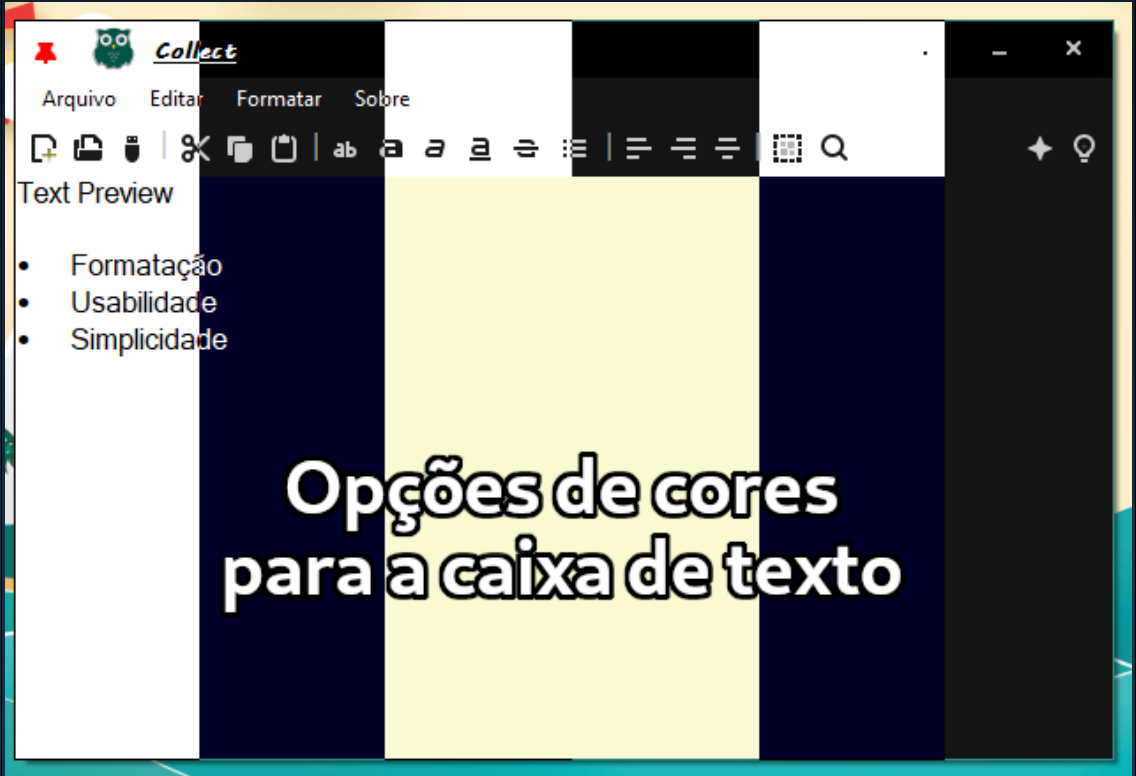 Collect
Arquivo Editar Formatar Sobre
ab a a a
Text Preview
• Formatação
• Usabilidade
• Simplicidade
Opções de cores
para a caixa de texto